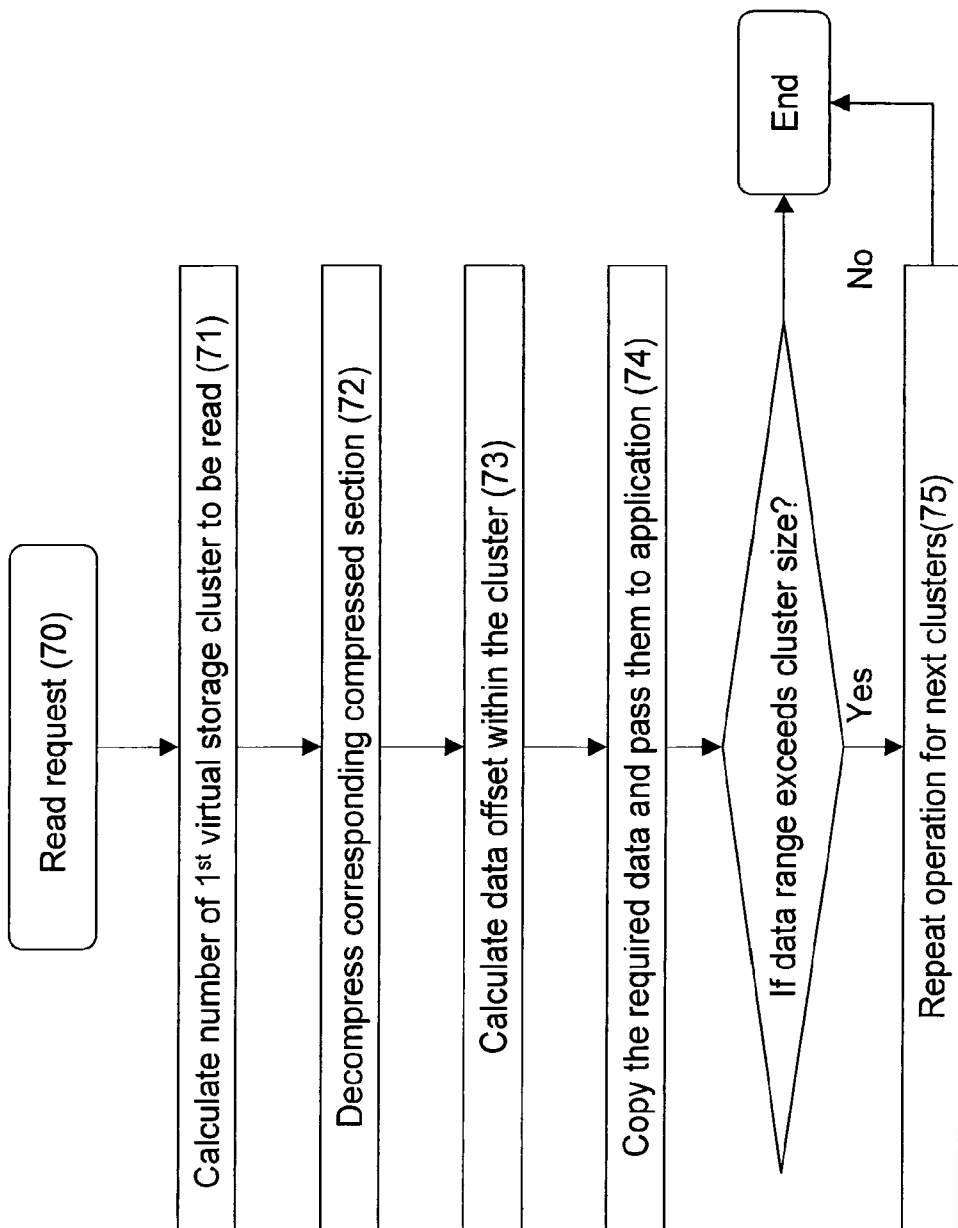 Read request (70)
Calculate number of 1st virtual storage cluster to be read (71)
Decompress corresponding compressed section (72)
Calculate data offset within the cluster (73)
Copy the required data and pass them to application (74)
If data range exceeds cluster size?
End
No
Yes
Repeat operation for next clusters(75)